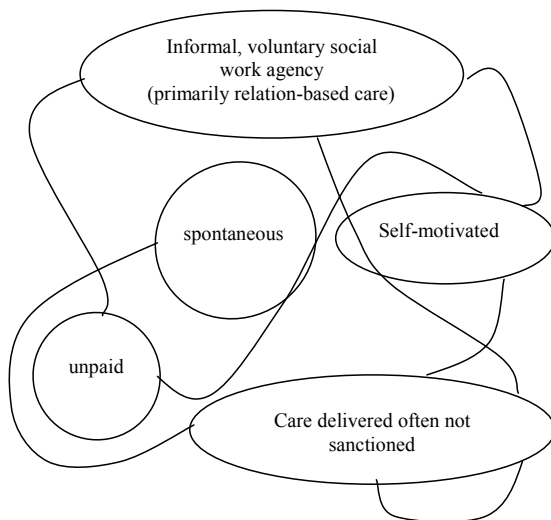 Informal, voluntary social
work agency
(primarily relation-based care)
spontaneous
Self-motivated
unpaid
Care delivered often not
sanctioned